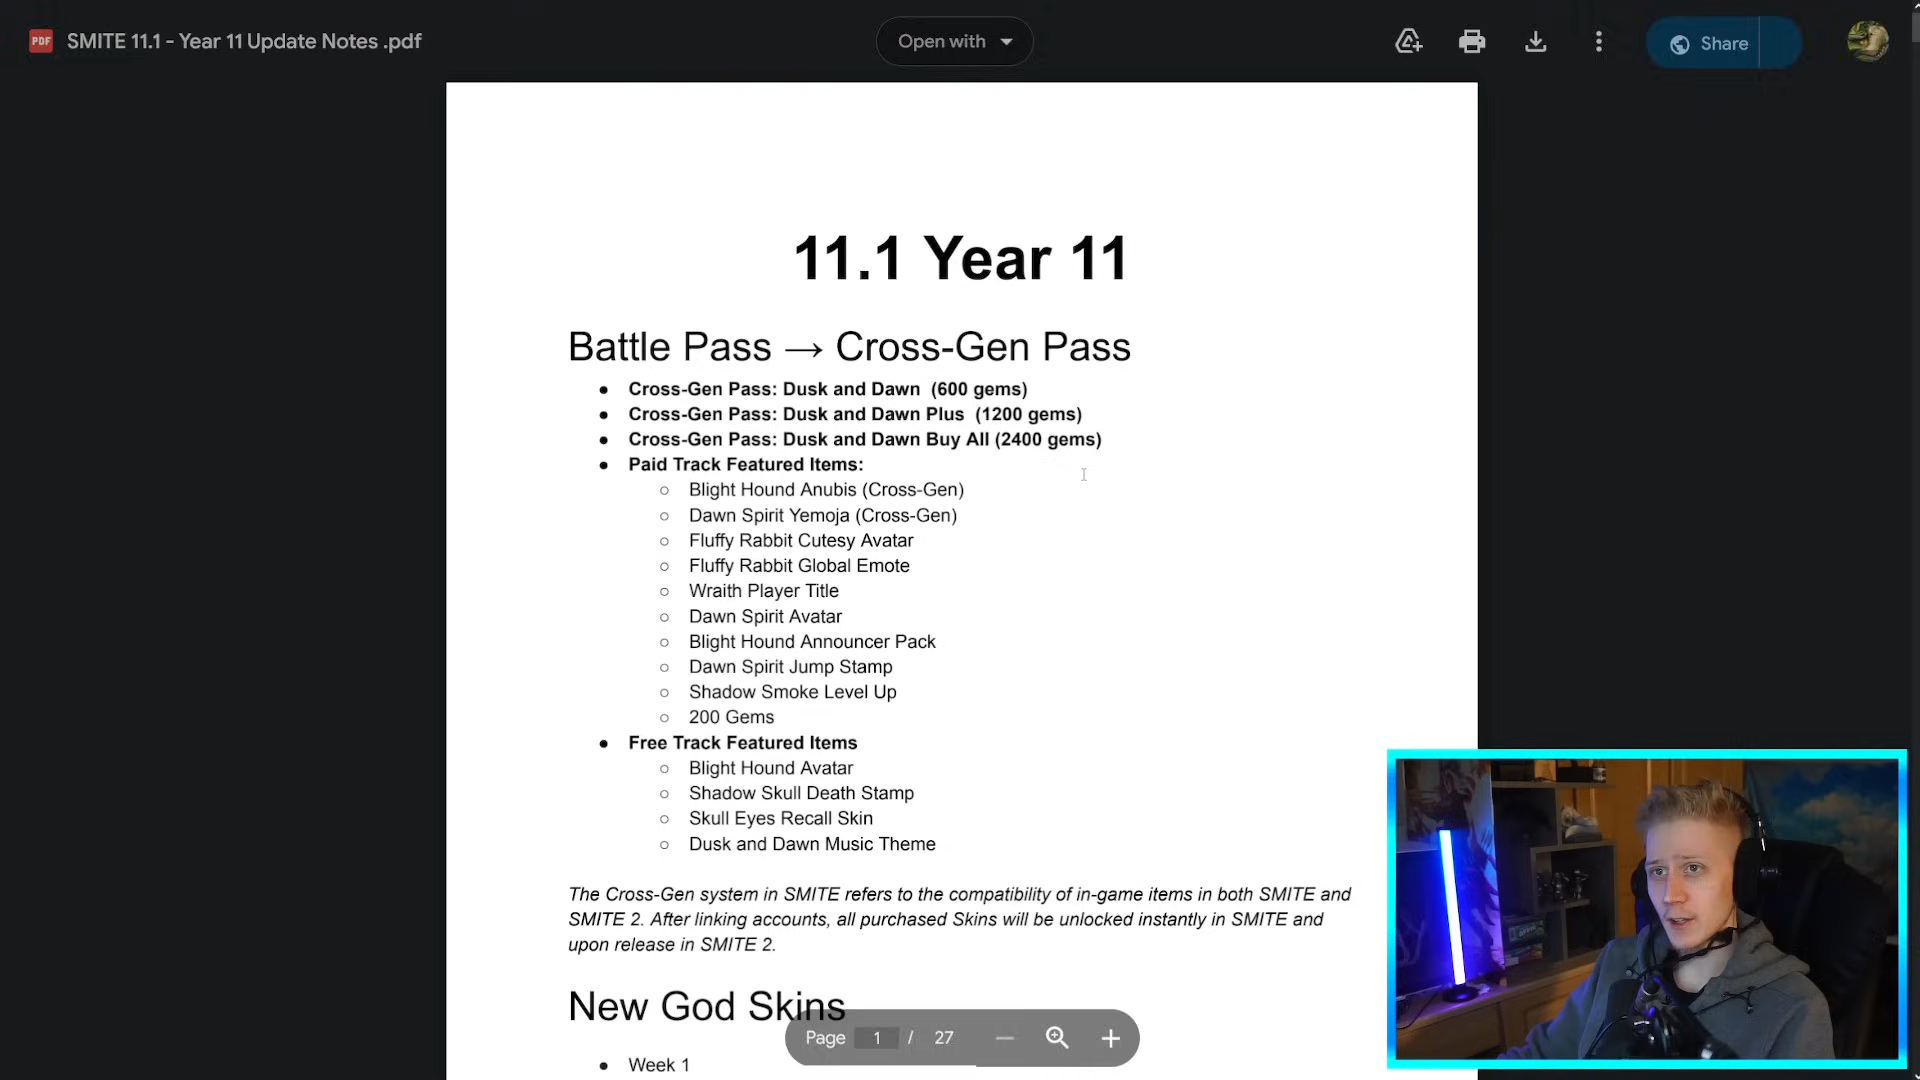 PDF SMITE 11.1 - Year 11 Update Notes .pdf
Open with
Share
11.1 Year 11
Battle Pass → Cross-Gen Pass
● Cross-Gen Pass: Dusk and Dawn (600 gems)
● Cross-Gen Pass: Dusk and Dawn Plus (1200 gems)
● Cross-Gen Pass: Dusk and Dawn Buy All (2400 gems)
● Paid Track Featured Items:
○ Blight Hound Anubis (Cross-Gen)
○ Dawn Spirit Yemoja (Cross-Gen)
○ Fluffy Rabbit Cutesy Avatar
○ Fluffy Rabbit Global Emote
○ Wraith Player Title
○ Dawn Spirit Avatar
○ Blight Hound Announcer Pack
○ Dawn Spirit Jump Stamp
○ Shadow Smoke Level Up
○ 200 Gems
● Free Track Featured Items
○ Blight Hound Avatar
○ Shadow Skull Death Stamp
○ Skull Eyes Recall Skin
○ Dusk and Dawn Music Theme
The Cross-Gen system in SMITE refers to the compatibility of in-game items in both SMITE and
SMITE 2. After linking accounts, all purchased Skins will be unlocked instantly in SMITE and
upon release in SMITE 2.
New God Skins
● Week 1
Page 1 / 27